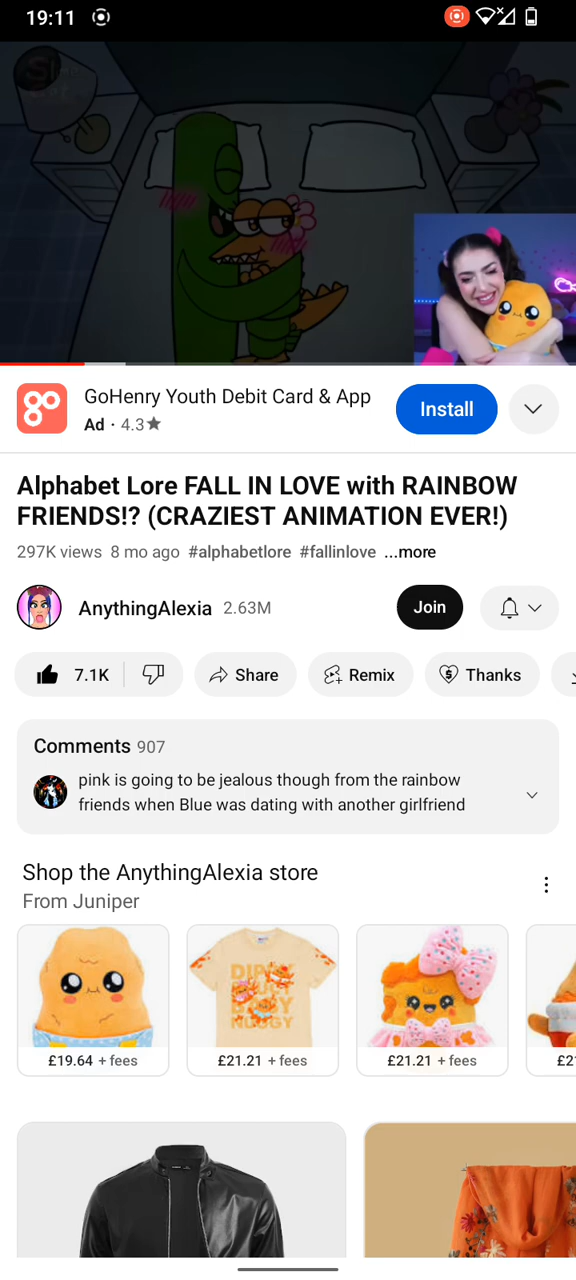 19:11
GoHenry Youth Debit Card & App
Ad · 4.3★
Install
Alphabet Lore FALL IN LOVE with RAINBOW
FRIENDS!? (CRAZIEST ANIMATION EVER!)
297K views 8 mo ago #alphabetlore #fallinlove ...more
AnythingAlexia 2.63M
Join
7.1K
Share
Remix
Thanks
Comments 907
pink is going to be jealous though from the rainbow
friends when Blue was dating with another girlfriend
Shop the AnythingAlexia store
From Juniper
£19.64 + fees
£21.21 + fees
£21.21 + fees